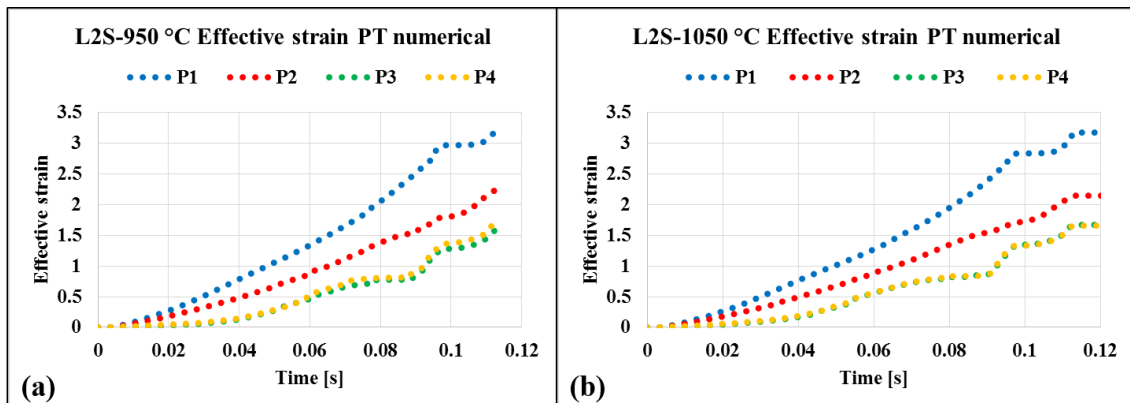 L2S-950 °C Effective strain PT numerical
P1 P2 P3 P4
3.5
3
2.5
2
1.5
1
0.5
0
Effective strain
0 0.02 0.04 0.06 0.08 0.1 0.12
Time [s]
(a)
L2S-1050 °C Effective strain PT numerical
P1 P2 P3 P4
3.5
3
2.5
2
1.5
1
0.5
0
Effective strain
0 0.02 0.04 0.06 0.08 0.1 0.12
Time [s]
(b)